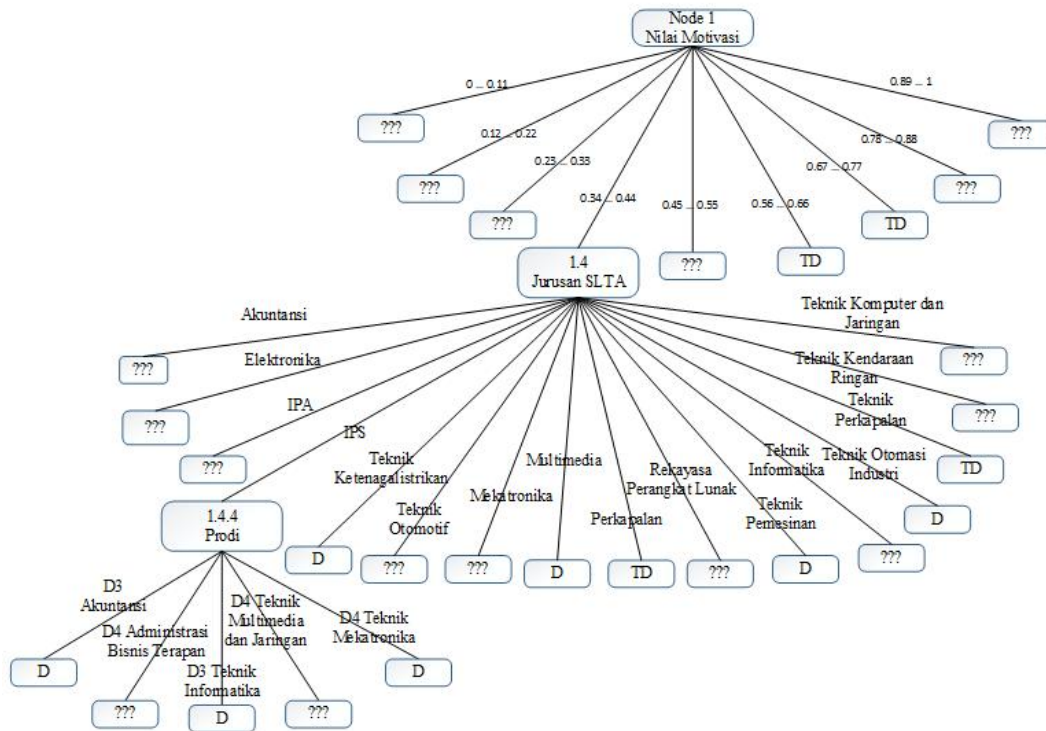 Node 1
Nilai Motivasi
0 ... 0.11
0.12 ... 0.22
0.23 ... 0.33
0.34 ... 0.44
0.45 ... 0.55
0.56 ... 0.66
0.67 ... 0.77
0.78 ... 0.88
0.89 ... 1
???
???
???
???
TD
TD
???
???
1.4
Jurusan SLTA
Akuntansi
Elektronika
IPA
IPS
Teknik
Ketenagalistrikan
Teknik
Otomotif
Mekatronika
Multimedia
Perkapalan
Rekayasa
Perangkat Lunak
Teknik
Pemesinan
Teknik
Informatika
Teknik Otomasi
Industri
Teknik
Perkapalan
Teknik Kendaraan
Ringan
Teknik Komputer dan
Jaringan
???
???
???
D
???
???
D
TD
???
D
???
D
TD
???
???
1.4.4
Prodi
D3
Akuntansi
D4 Administrasi
Bisnis Terapan
D3 Teknik
Informatika
D4 Teknik
Multimedia
dan Jaringan
D4 Teknik
Mekatronika
D
???
D
???
D